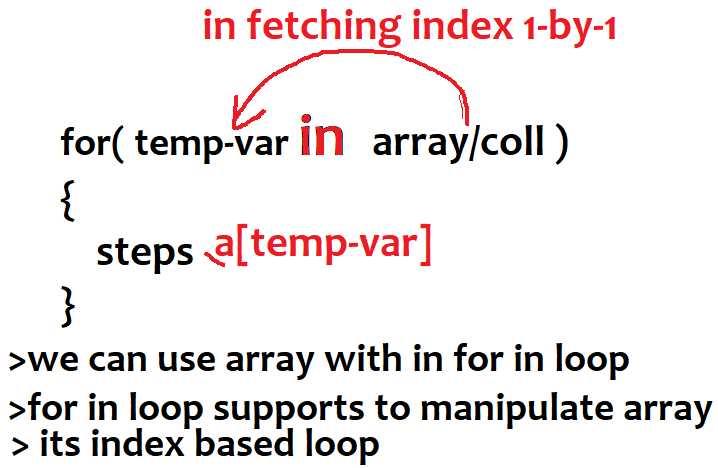 in fetching index 1-by-1
for( temp-var in array/coll )
{
steps a[temp-var]
}
>we can use array with in for in loop
>for in loop supports to manipulate array
> its index based loop